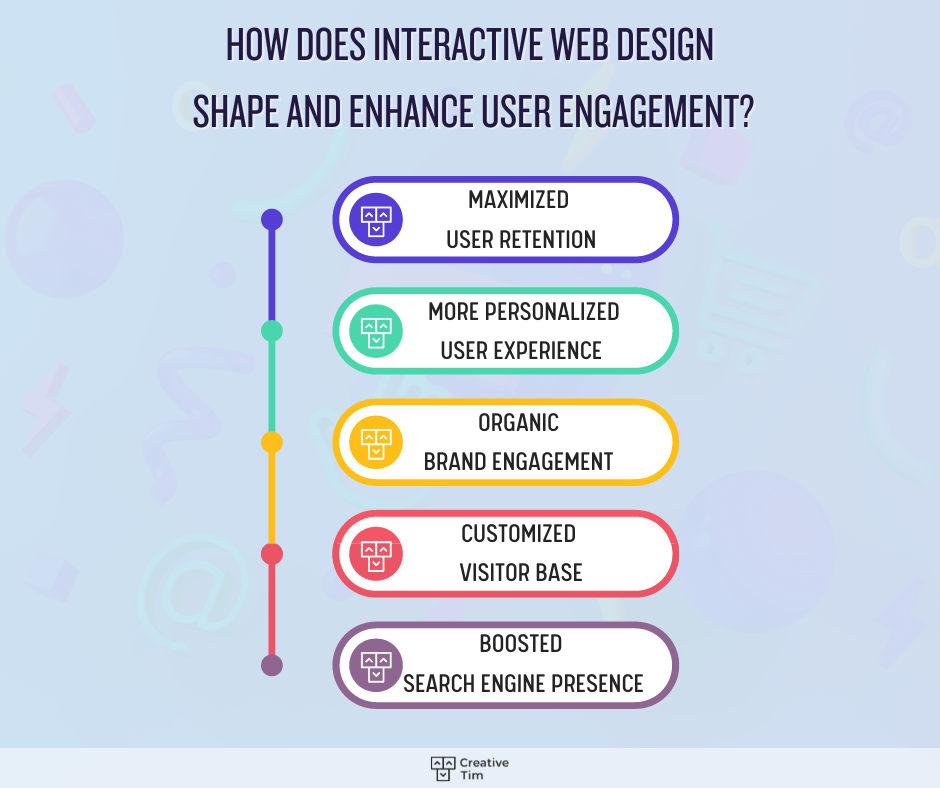 HOW DOES INTERACTIVE WEB DESIGN
SHAPE AND ENHANCE USER ENGAGEMENT?
MAXIMIZED
USER RETENTION
MORE PERSONALIZED
USER EXPERIENCE
ORGANIC
BRAND ENGAGEMENT
CUSTOMIZED
VISITOR BASE
BOOSTED
SEARCH ENGINE PRESENCE
Creative
Tim